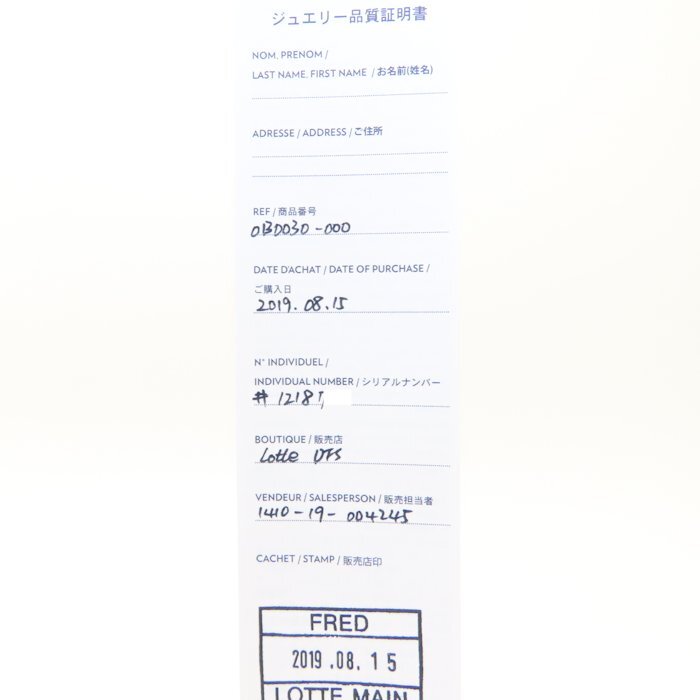 ジュエリー品質証明書
NOM, PRENOM /
LAST NAME, FIRST NAME / お名前(姓名)
ADRESSE / ADDRESS / ご住所
REF / 商品番号
0BD030-000
DATE D'ACHAT / DATE OF PURCHASE /
ご購入日
2019.08.15
N° INDIVIDUEL /
INDIVIDUAL NUMBER / シリアルナンバー
# 1218
BOUTIQUE / 販売店
Lotte DFS
VENDEUR / SALESPERSON / 販売担当者
1410-19-004245
CACHET / STAMP / 販売店印
FRED
2019.08.15
LOTTE MAIN